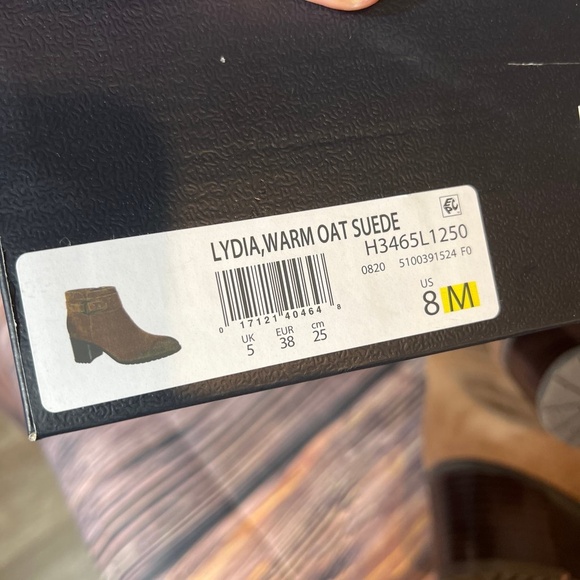 LYDIA,WARM OAT SUEDE
H3465L1250
0820 5100391524 F0
0 17121 40464 8
UK EUR cm
5 38 25
US
8 M